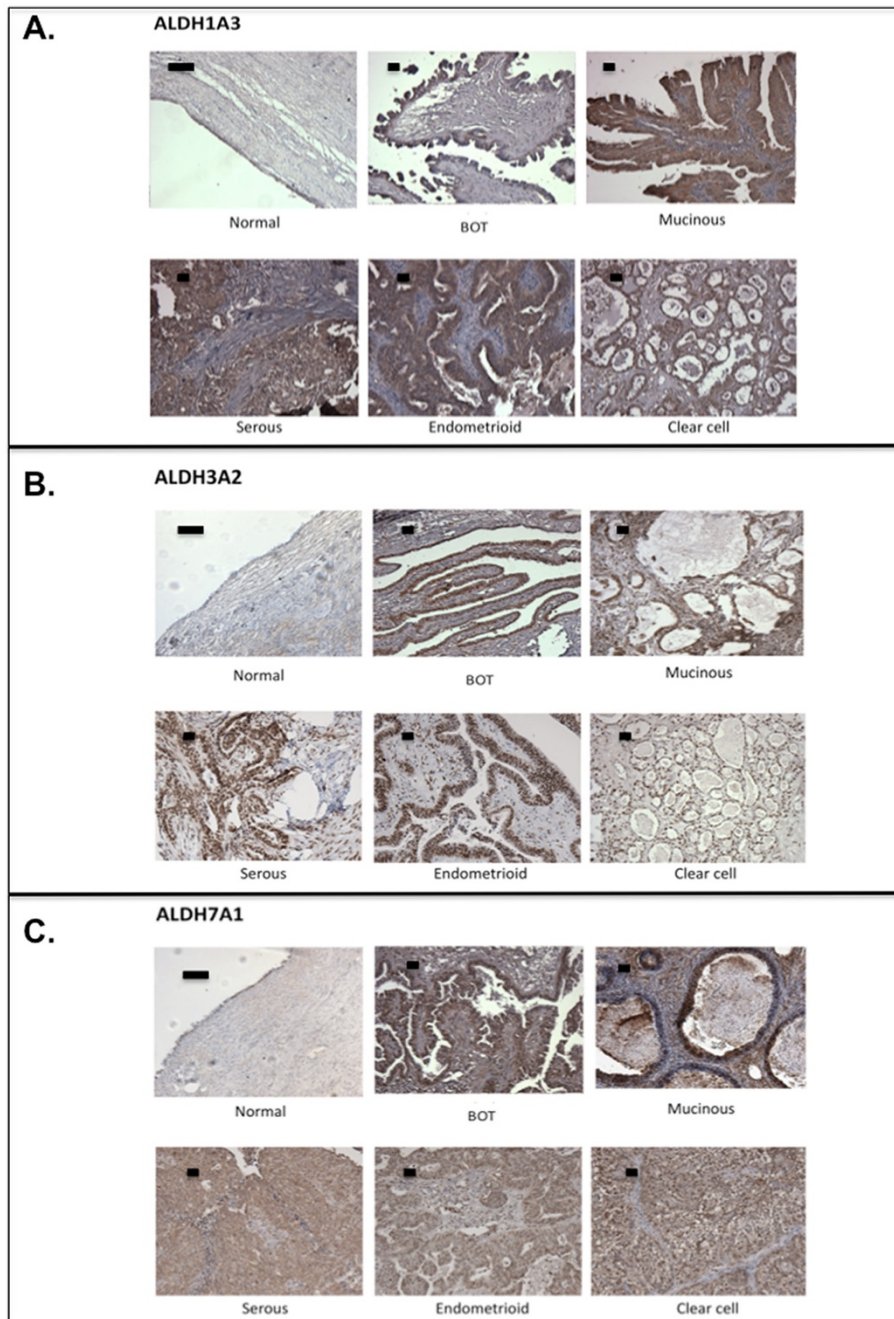 A.
ALDH1A3
Normal
BOT
Mucinous
Serous
Endometrioid
Clear cell
B.
ALDH3A2
Normal
BOT
Mucinous
Serous
Endometrioid
Clear cell
C.
ALDH7A1
Normal
BOT
Mucinous
Serous
Endometrioid
Clear cell